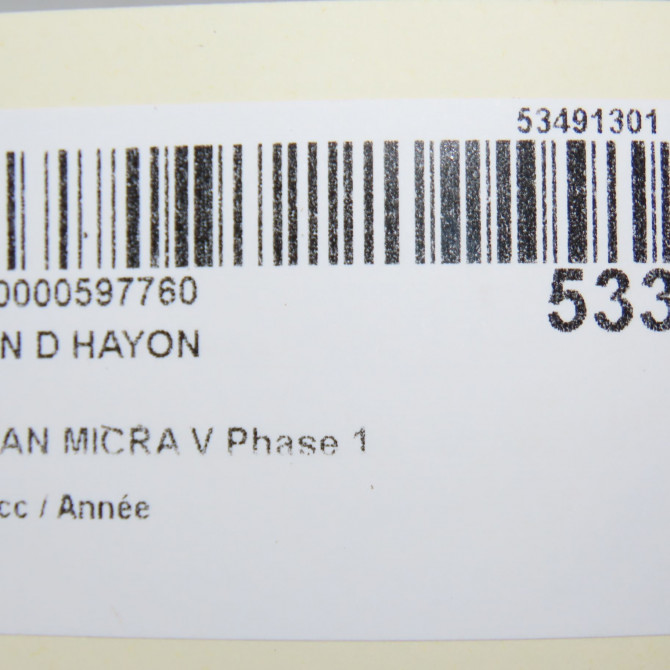 53491301
0000597760
533
N D HAYON
AN MICRA V Phase 1
cc / Année